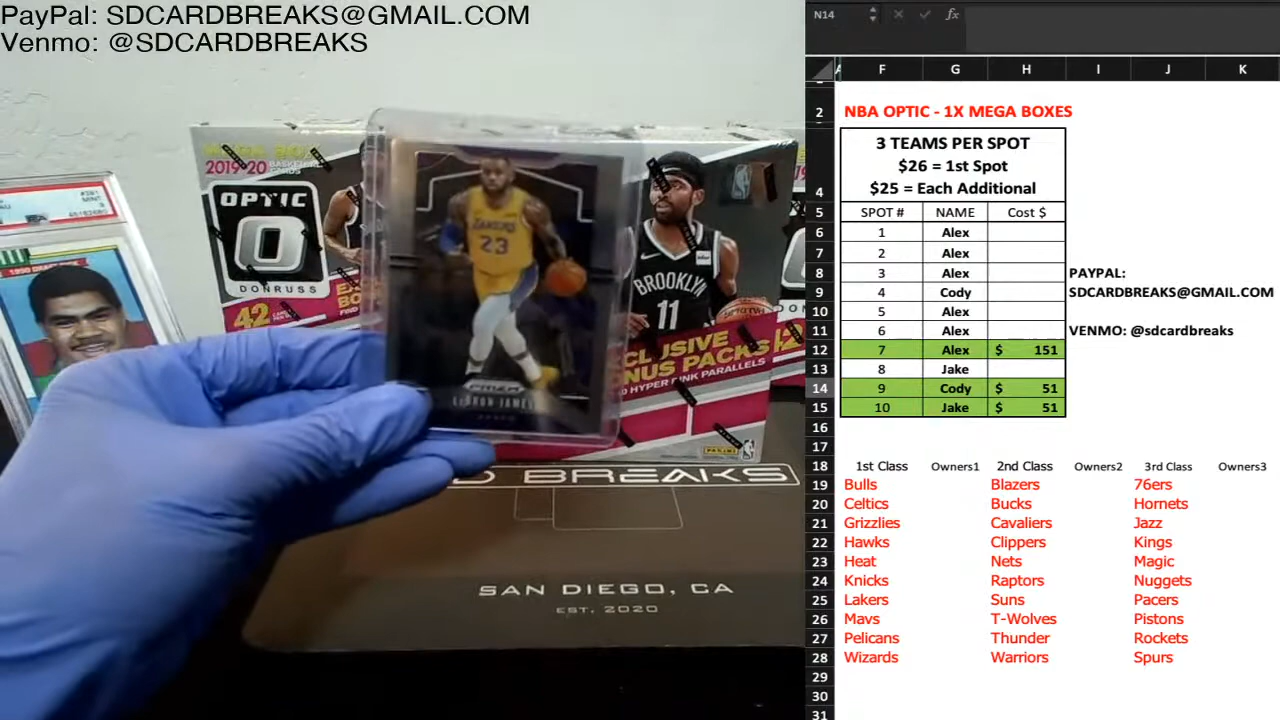 PayPal: SDCARDBREAKS@GMAIL.COM
Venmo: @SDCARDBREAKS
2019-20
OPTIC
DONRUSS
42
LAKERS
23
PRIZM
LEBRON JAMES
BROOKLYN
11
PANINI
1990
MINT
9
D BREAKS
SAN DIEGO, CA
EST. 2020
N14
fx
F G H I J K
2 NBA OPTIC - 1X MEGA BOXES
3 TEAMS PER SPOT
$26 = 1st Spot
4 $25 = Each Additional
5 SPOT # NAME Cost $
6 1 Alex
7 2 Alex
8 3 Alex PAYPAL:
9 4 Cody SDCARDBREAKS@GMAIL.COM
10 5 Alex
11 6 Alex VENMO: @sdcardbreaks
12 7 Alex $ 151
13 8 Jake
14 9 Cody $ 51
15 10 Jake $ 51
16
17
18 1st Class Owners1 2nd Class Owners2 3rd Class Owners3
19 Bulls Blazers 76ers
20 Celtics Bucks Hornets
21 Grizzlies Cavaliers Jazz
22 Hawks Clippers Kings
23 Heat Nets Magic
24 Knicks Raptors Nuggets
25 Lakers Suns Pacers
26 Mavs T-Wolves Pistons
27 Pelicans Thunder Rockets
28 Wizards Warriors Spurs
29
30
31